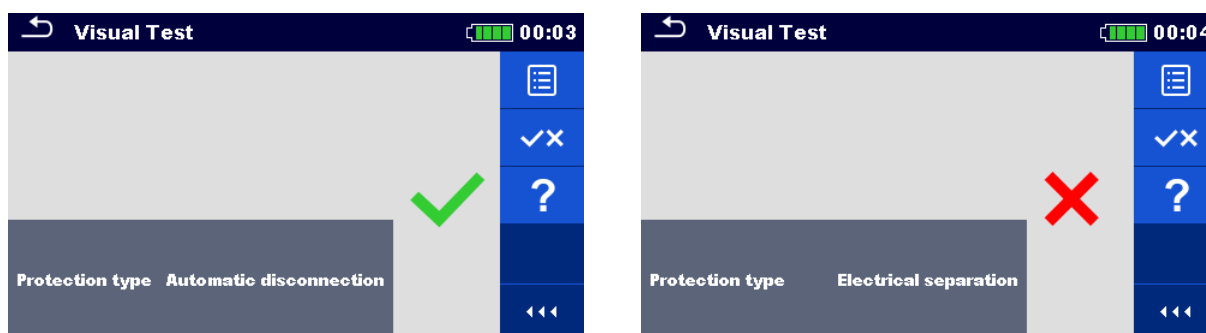 Visual Test 00:03
?
Protection type Automatic disconnection
Visual Test 00:04
?
Protection type Electrical separation